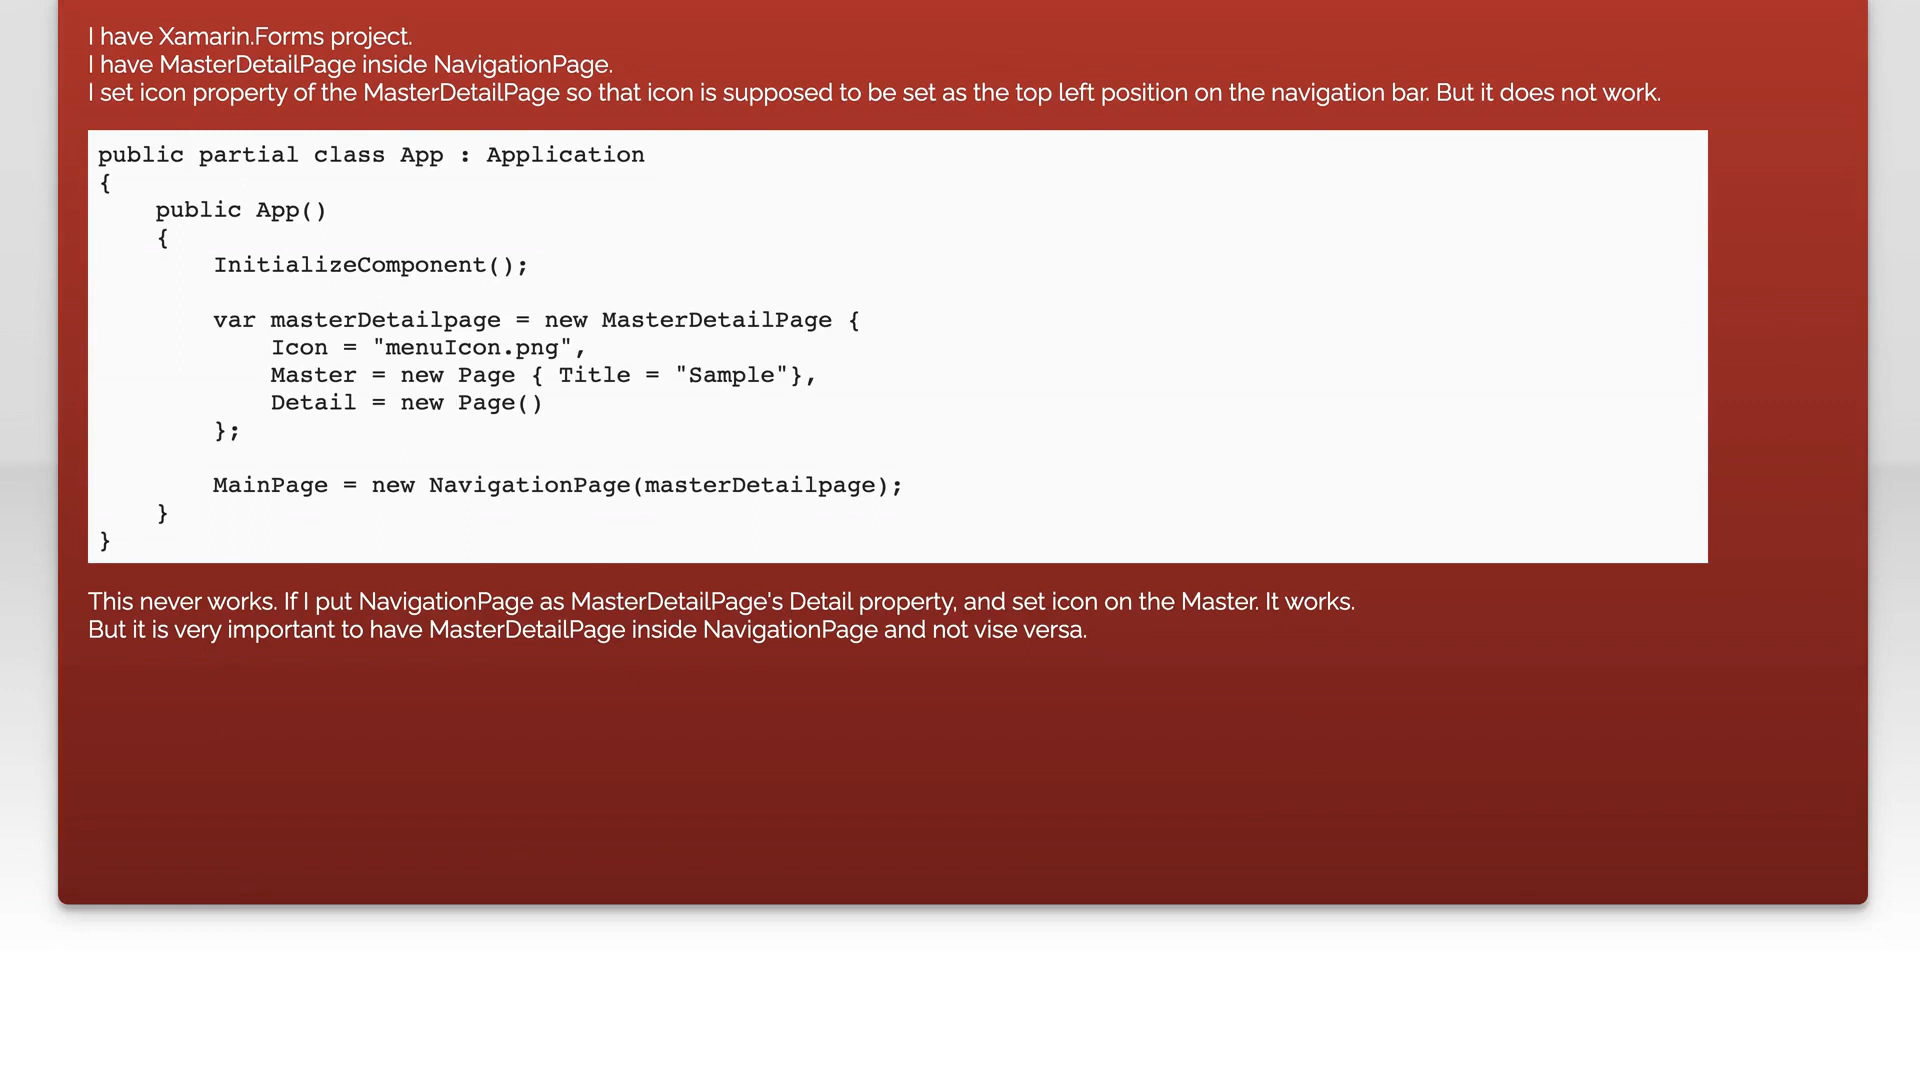 I have Xamarin.Forms project.
I have MasterDetailPage inside NavigationPage.
I set icon property of the MasterDetailPage so that icon is supposed to be set as the top left position on the navigation bar. But it does not work.
public partial class App : Application
{
    public App()
    {
        InitializeComponent();
        var masterDetailpage = new MasterDetailPage {
            Icon = "menuIcon.png",
            Master = new Page { Title = "Sample"},
            Detail = new Page()
        };
        MainPage = new NavigationPage(masterDetailpage);
    }
}
This never works. If I put NavigationPage as MasterDetailPage's Detail property, and set icon on the Master. It works.
But it is very important to have MasterDetailPage inside NavigationPage and not vise versa.